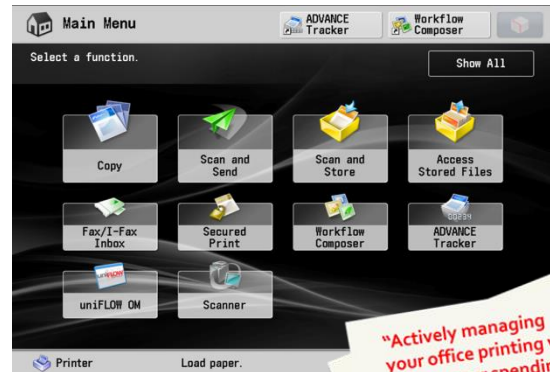 Main Menu
ADVANCE
Tracker
Workflow
Composer
Select a function.
Show All
Copy
Scan and
Send
Scan and
Store
Access
Stored Files
Fax/I-Fax
Inbox
Secured
Print
Workflow
Composer
00239
ADVANCE
Tracker
uniFLOW
uniFLOW OM
Scanner
"Actively managing
your office printing
Printer
Load paper.